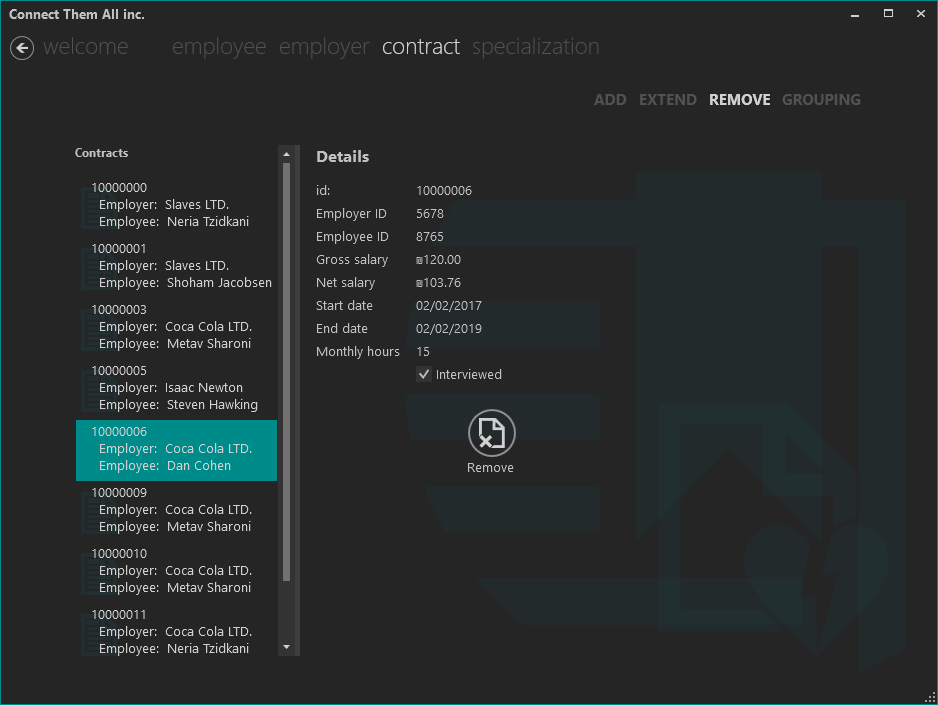 Connect Them All inc.
welcome employee employer contract specialization
ADD EXTEND REMOVE GROUPING
Contracts
10000000
Employer: Slaves LTD.
Employee: Neria Tzidkani
10000001
Employer: Slaves LTD.
Employee: Shoham Jacobsen
10000003
Employer: Coca Cola LTD.
Employee: Metav Sharoni
10000005
Employer: Isaac Newton
Employee: Steven Hawking
10000006
Employer: Coca Cola LTD.
Employee: Dan Cohen
10000009
Employer: Coca Cola LTD.
Employee: Metav Sharoni
10000010
Employer: Coca Cola LTD.
Employee: Metav Sharoni
10000011
Employer: Coca Cola LTD.
Employee: Neria Tzidkani
Details
id: 10000006
Employer ID 5678
Employee ID 8765
Gross salary ₪120.00
Net salary ₪103.76
Start date 02/02/2017
End date 02/02/2019
Monthly hours 15
Interviewed
Remove